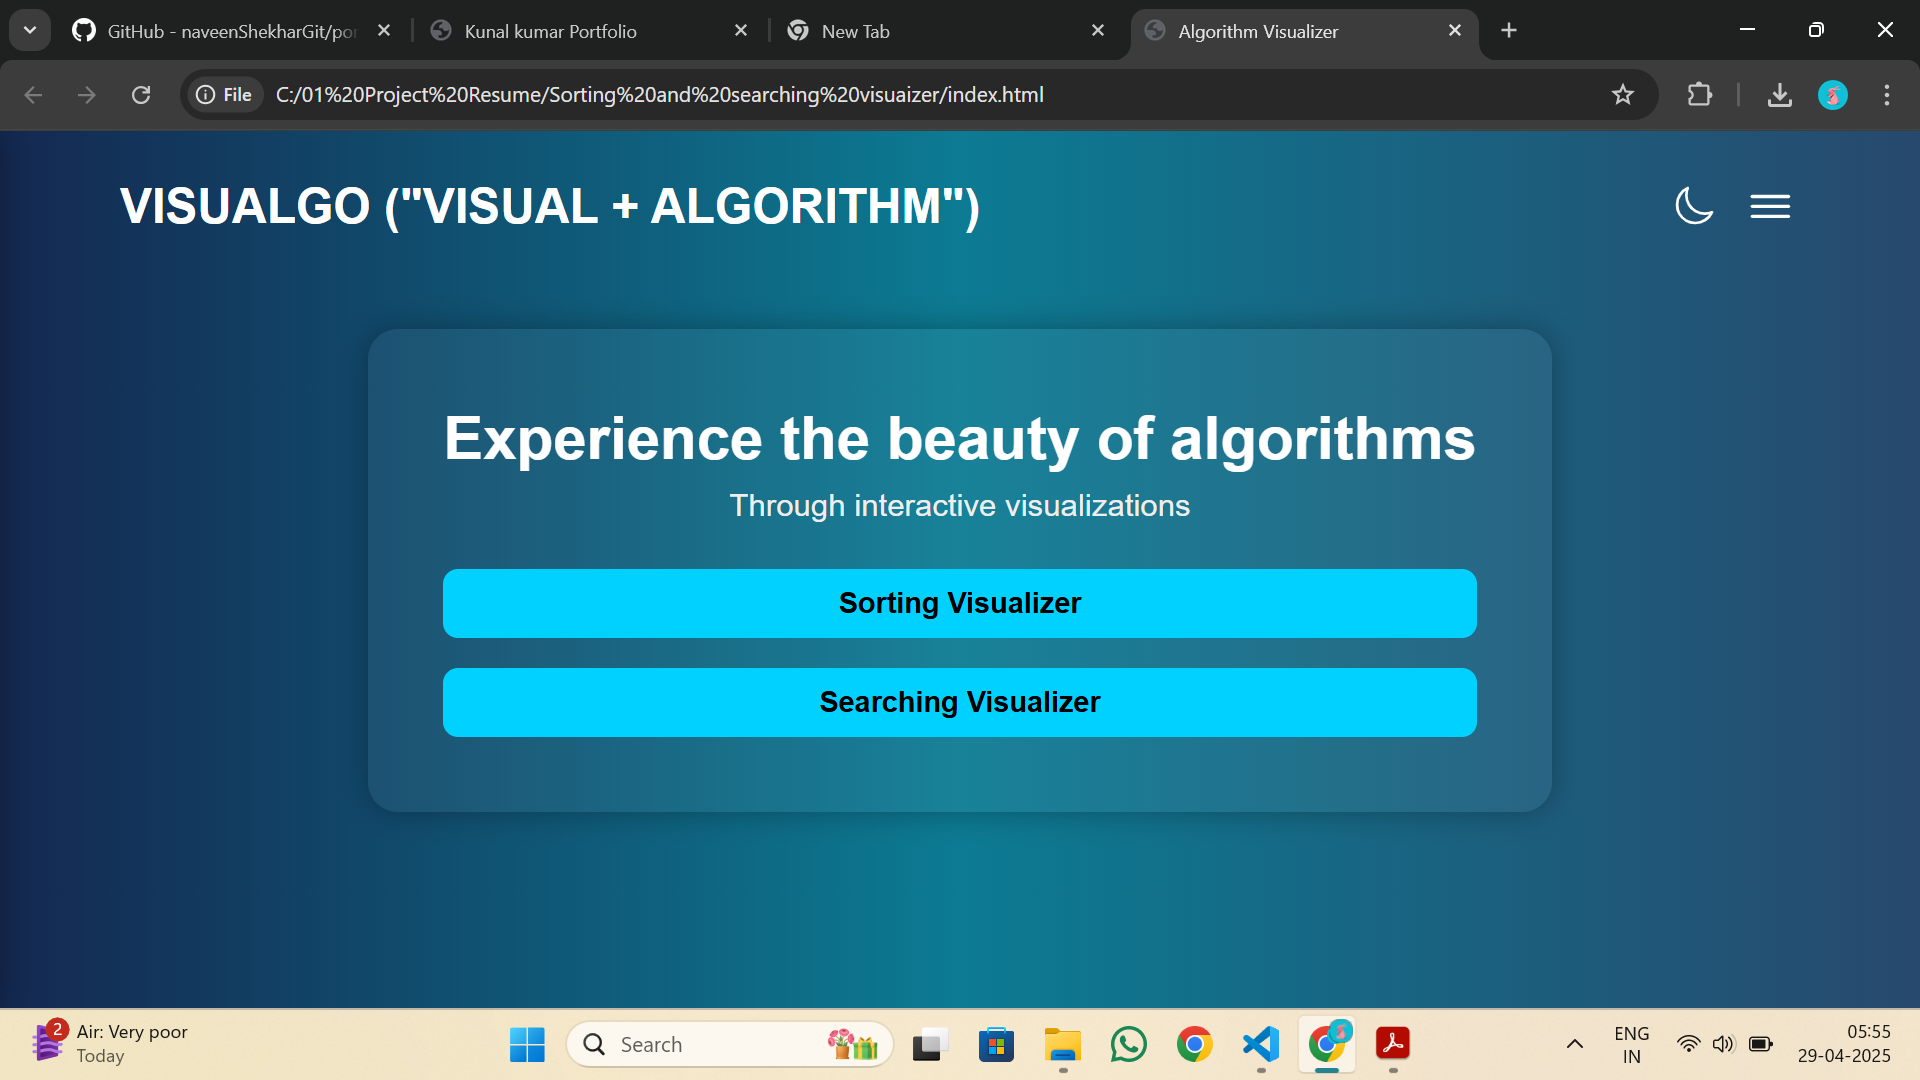 GitHub - naveenShekharGit/por
Kunal kumar Portfolio
New Tab
Algorithm Visualizer
File
C:/01%20Project%20Resume/Sorting%20and%20searching%20visuaizer/index.html
VISUALGO ("VISUAL + ALGORITHM")
Experience the beauty of algorithms
Through interactive visualizations
Sorting Visualizer
Searching Visualizer
2
Air: Very poor
Today
Search
ENG
IN
05:55
29-04-2025